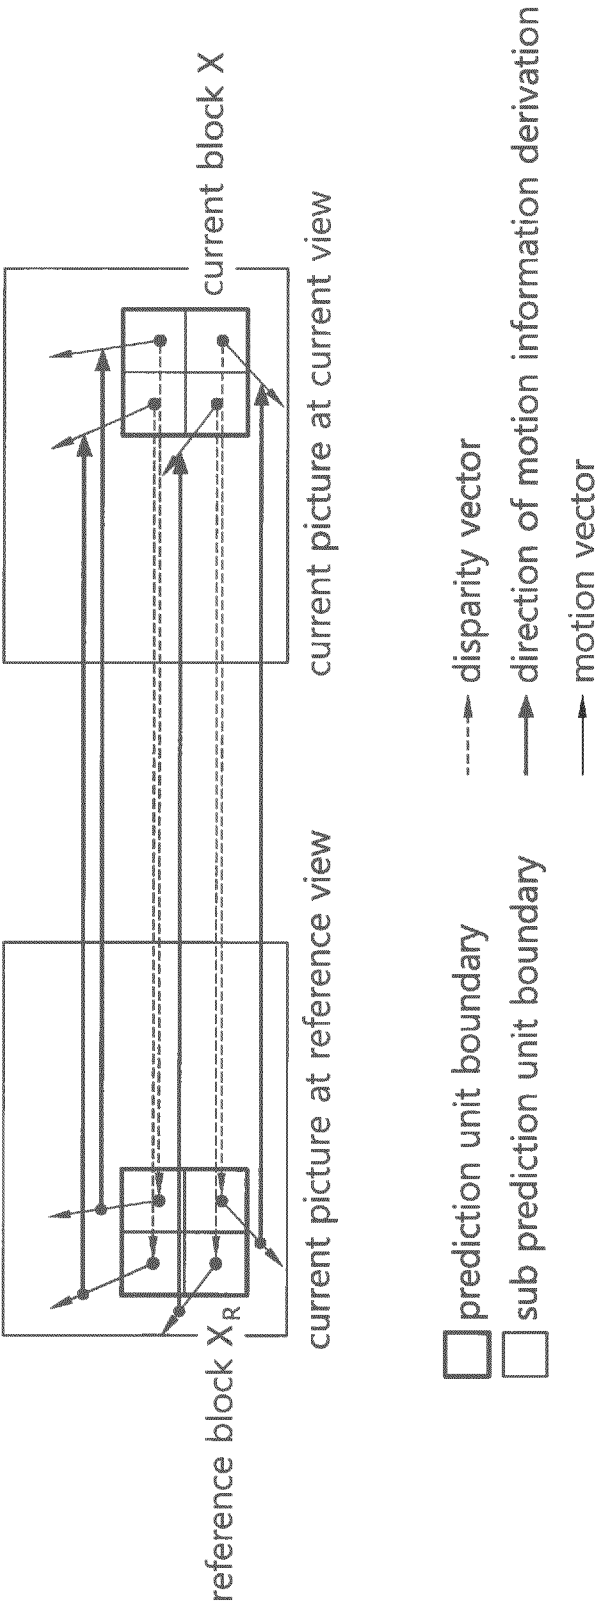 reference block X_R
current block X
current picture at reference view
current picture at current view
prediction unit boundary
sub prediction unit boundary
disparity vector
direction of motion information derivation
motion vector